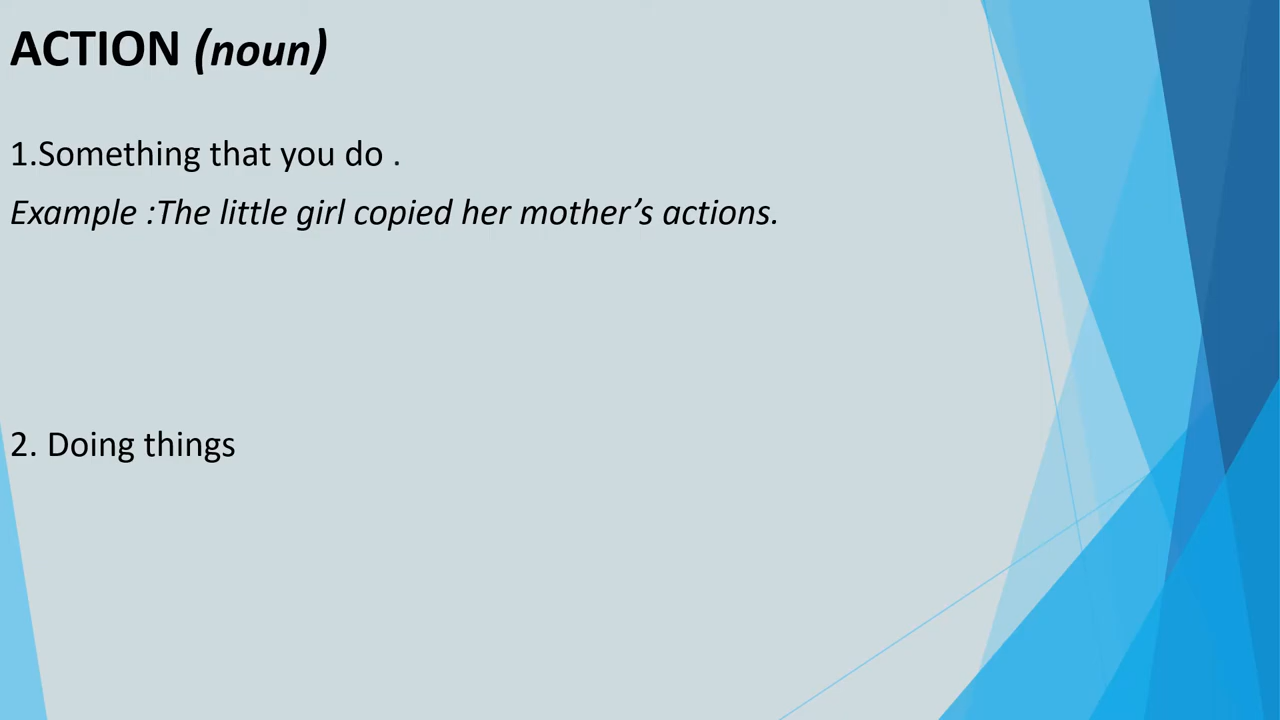 ACTION (noun)
1.Something that you do .
Example :The little girl copied her mother’s actions.
2. Doing things